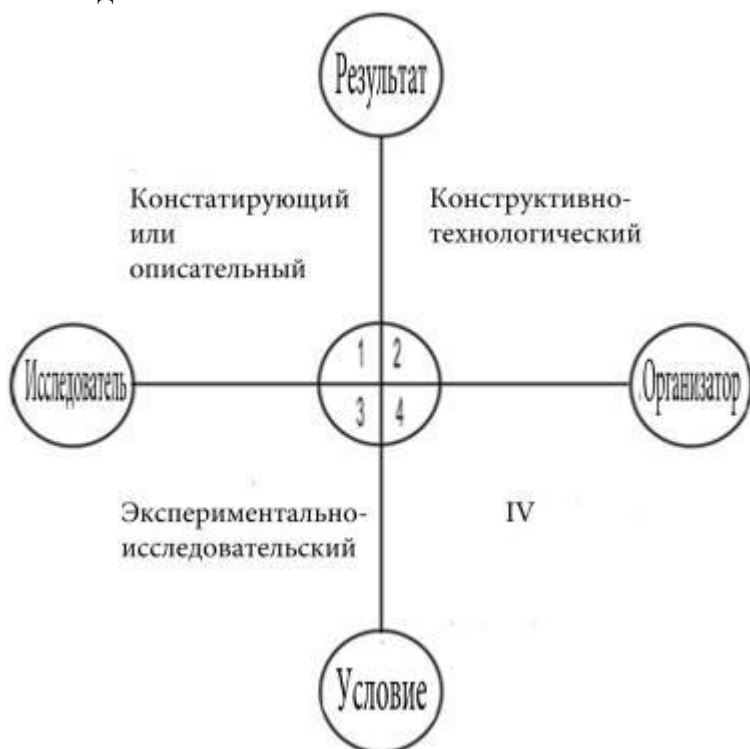 Результат
Констатирующий
или
описательный
Конструктивно-
технологический
Исследователь
1 2
3 4
Организатор
Экспериментально-
исследовательский
IV
Условие